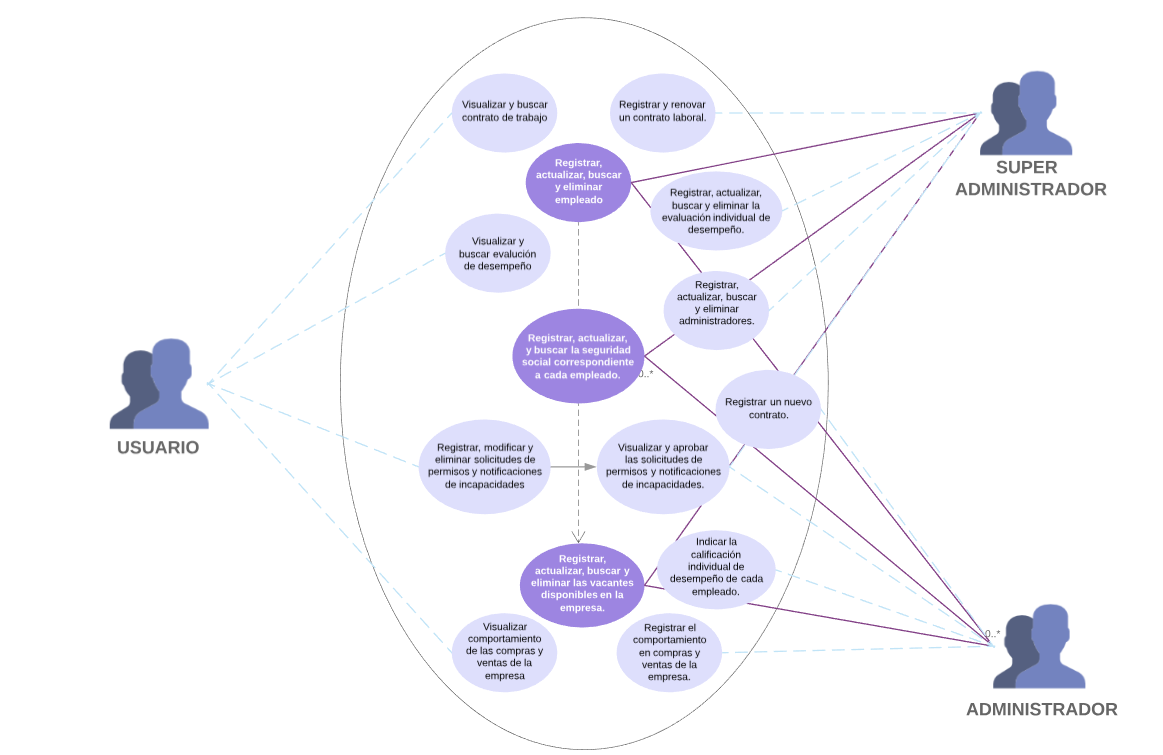 Visualizar y buscar
contrato de trabajo
Registrar y renovar
un contrato laboral.
SUPER
ADMINISTRADOR
Registrar,
actualizar, buscar
y eliminar
empleado
Registrar, actualizar,
buscar y eliminar la
evaluación individual de
desempeño.
Visualizar y
buscar evalución
de desempeño
Registrar,
actualizar, buscar
y eliminar
administradores.
Registrar, actualizar,
y buscar la seguridad
social correspondiente
a cada empleado.
0..*
Registrar un nuevo
contrato.
USUARIO
Registrar, modificar y
eliminar solicitudes de
permisos y notificaciones
de incapacidades
Visualizar y aprobar
las solicitudes de
permisos y notificaciones
de incapacidades.
Registrar,
actualizar, buscar y
eliminar las vacantes
disponibles en la
empresa.
Indicar la
calificación
individual de
desempeño de cada
empleado.
Visualizar
comportamiento
de las compras y
ventas de la
empresa
Registrar el
comportamiento
en compras y
ventas de la
empresa.
0..*
ADMINISTRADOR